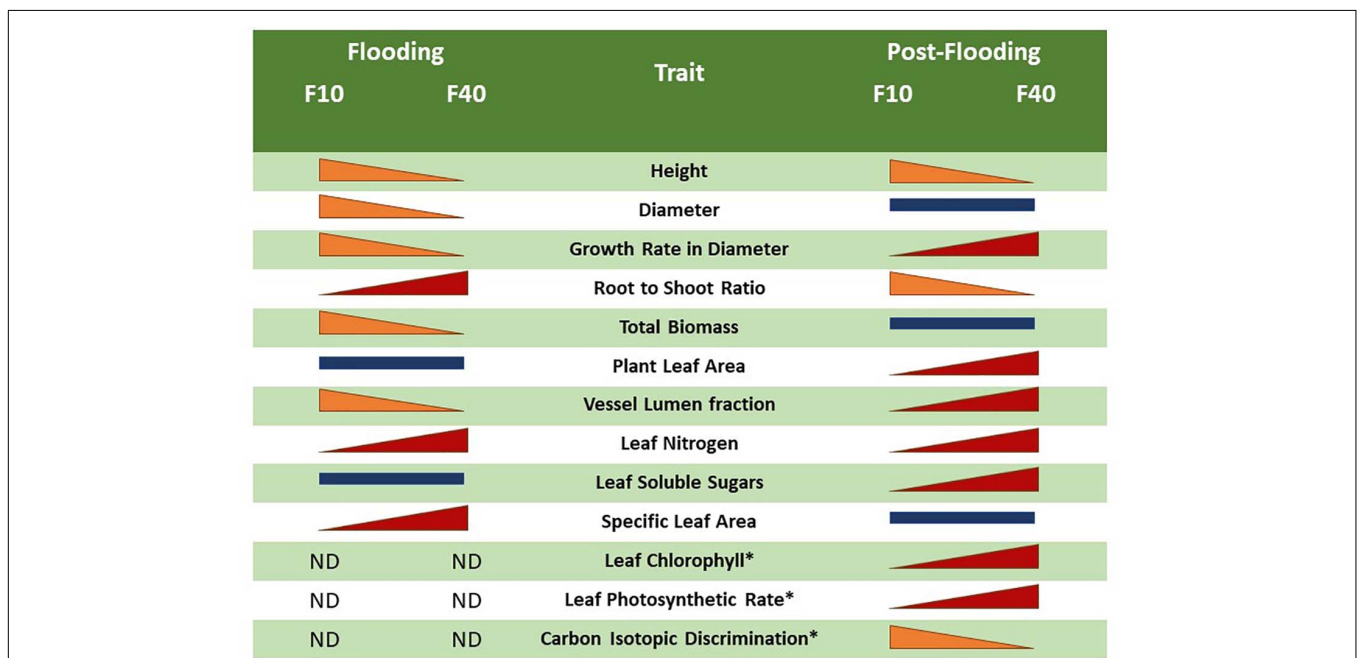 Flooding Trait Post-Flooding
F10 F40 F10 F40
Height
Diameter
Growth Rate in Diameter
Root to Shoot Ratio
Total Biomass
Plant Leaf Area
Vessel Lumen fraction
Leaf Nitrogen
Leaf Soluble Sugars
Specific Leaf Area
ND ND Leaf Chlorophyll*
ND ND Leaf Photosynthetic Rate*
ND ND Carbon Isotopic Discrimination*